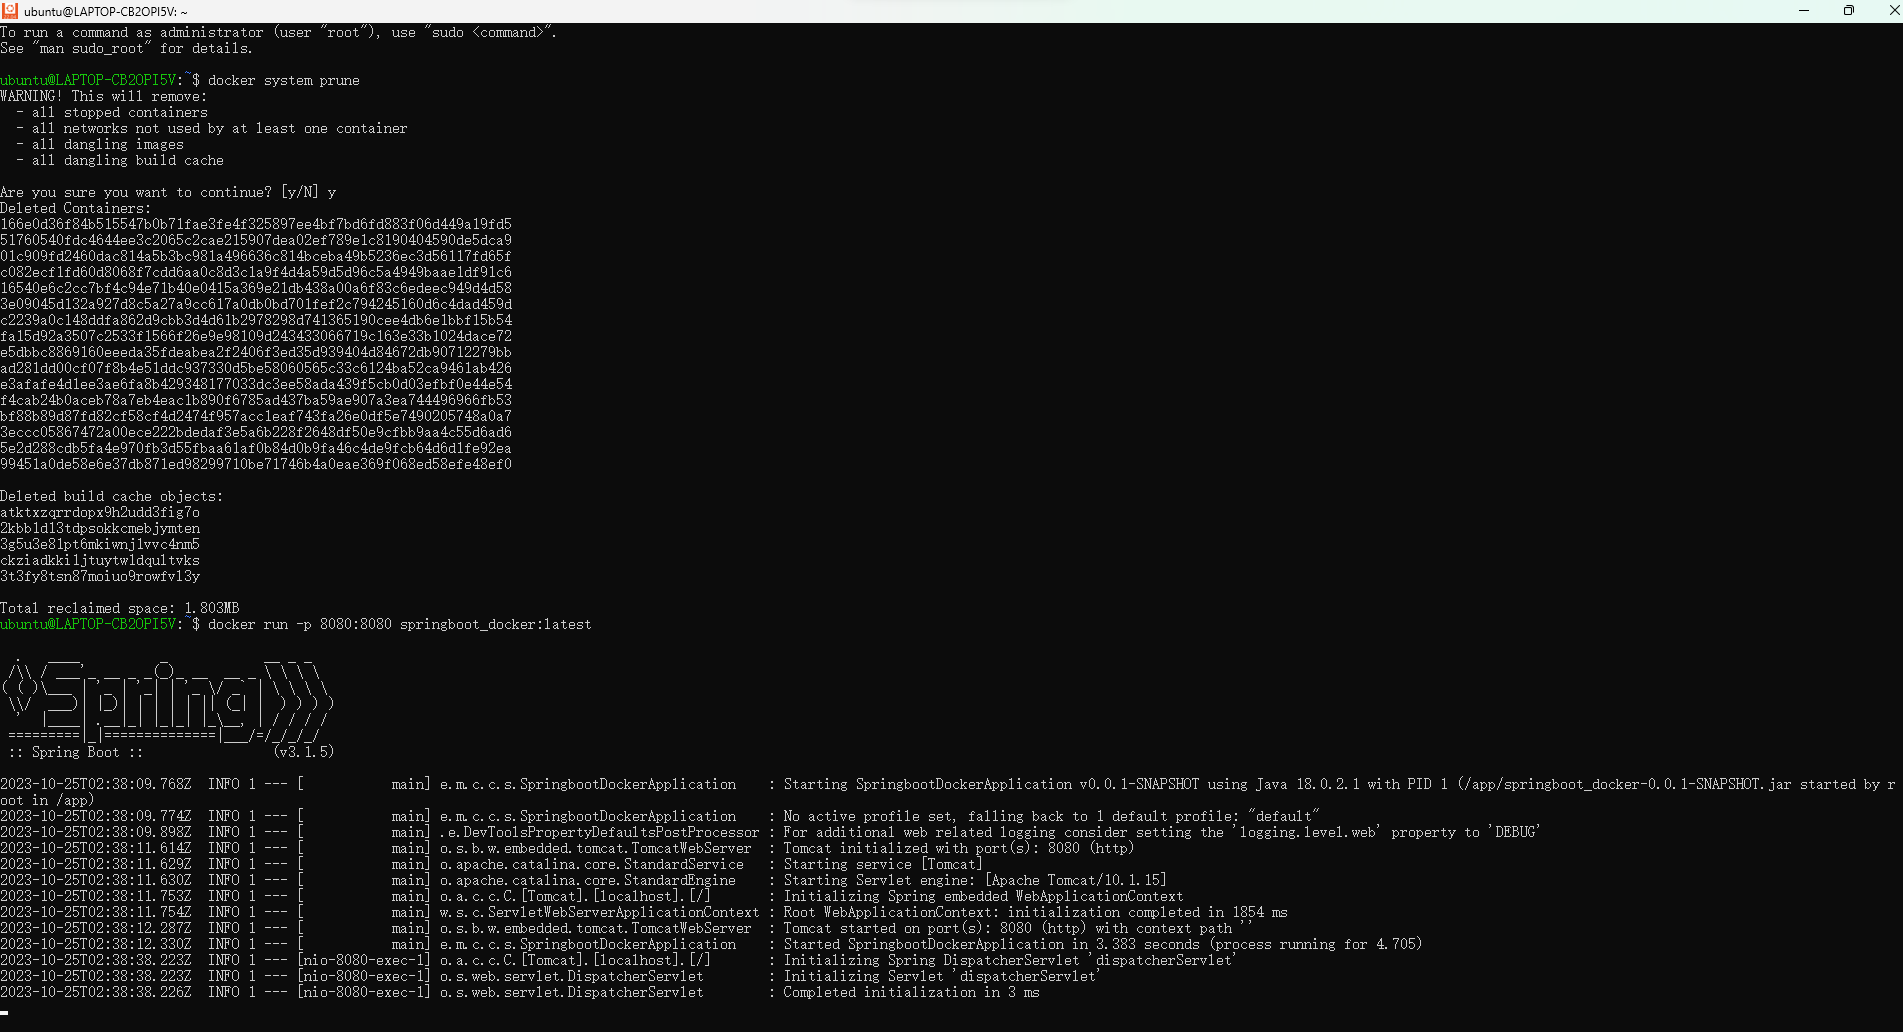 ubuntu@LAPTOP-CB2OPI5V: ~
To run a command as administrator (user "root"), use "sudo <command>".
See "man sudo_root" for details.
ubuntu@LAPTOP-CB2OPI5V:~$ docker system prune
WARNING! This will remove:
  - all stopped containers
  - all networks not used by at least one container
  - all dangling images
  - all dangling build cache
Are you sure you want to continue? [y/N] y
Deleted Containers:
166e0d36f84b515547b0b71fae3fe4f325897ee4bf7bd6fd883f06d449a19fd5
51760540fdc4644ee3c2065c2cae215907dea02ef789e1c8190404590de5dca9
01c909fd2460dac814a5b3bc981a496636c814bceba49b5236ec3d56117fd65f
c082ecf1fd60d8068f7cdd6aa0c8d3c1a9f4d4a59d5d96c5a4949baae1df91c6
16540e6c2cc7bf4c94e71b40e0415a369e21db438a00a6f83c6edeec949d4d58
3e09045d132a927d8c5a27a9cc617a0db0bd701fef2c794245160d6c4dad459d
c2239a0c148ddfa862d9cbb3d4d61b2978298d741365190cee4db6e1bbf15b54
fa15d92a3507c2533f1566f26e9e98109d243433066719c163e33b1024dace72
e5dbbc8869160eeeda35fdeabea2f2406f3ed35d939404d84672db90712279bb
ad281dd00cf07f8b4e51ddc937330d5be58060565c33c6124ba52ca9461ab426
e3afafe4d1ee3ae6fa8b429348177033dc3ee58ada439f5cb0d03efbf0e44e54
f4cab24b0aceb78a7eb4eac1b890f6785ad437ba59ae907a3ea744496966fb53
bf88b89d87fd82cf58cf4d2474f957acc1eaf743fa26e0df5e7490205748a0a7
3eccc05867472a00ece222bdedaf3e5a6b228f2648df50e9cfbb9aa4c55d6ad6
5e2d288cdb5fa4e970fb3d55fbaa61af0b84d0b9fa46c4de9fcb64d6d1fe92ea
99451a0de58e6e37db871ed98299710be71746b4a0eae369f068ed58efe48ef0
Deleted build cache objects:
atktxzqrrdopx9h2udd3fig7o
2kbb1d13tdpsokkcmebjymten
3g5u3e81pt6mkiwnj1vvc4nm5
ckziadkkiljtuytwldqultvks
3t3fy8tsn87moiuo9rowfv13y
Total reclaimed space: 1.803MB
ubuntu@LAPTOP-CB2OPI5V:~$ docker run -p 8080:8080 springboot_docker:latest
  .   ____          _            __ _ _
 /\\ / ___'_ __ _ _(_)_ __  __ _ \ \ \ \
( ( )\___ | '_ | '_| | '_ \/ _` | \ \ \ \
 \\/  ___)| |_)| | | | | || (_| |  ) ) ) )
  '  |____| .__|_| |_|_| |_\__, | / / / /
 =========|_|==============|___/=/_/_/_/
 :: Spring Boot ::                (v3.1.5)
2023-10-25T02:38:09.768Z  INFO 1 --- [           main] e.m.c.c.s.SpringbootDockerApplication    : Starting SpringbootDockerApplication v0.0.1-SNAPSHOT using Java 18.0.2.1 with PID 1 (/app/springboot_docker-0.0.1-SNAPSHOT.jar started by r
oot in /app)
2023-10-25T02:38:09.774Z  INFO 1 --- [           main] e.m.c.c.s.SpringbootDockerApplication    : No active profile set, falling back to 1 default profile: "default"
2023-10-25T02:38:09.898Z  INFO 1 --- [           main] .e.DevToolsPropertyDefaultsPostProcessor : For additional web related logging consider setting the 'logging.level.web' property to 'DEBUG'
2023-10-25T02:38:11.614Z  INFO 1 --- [           main] o.s.b.w.embedded.tomcat.TomcatWebServer  : Tomcat initialized with port(s): 8080 (http)
2023-10-25T02:38:11.629Z  INFO 1 --- [           main] o.apache.catalina.core.StandardService   : Starting service [Tomcat]
2023-10-25T02:38:11.630Z  INFO 1 --- [           main] o.apache.catalina.core.StandardEngine    : Starting Servlet engine: [Apache Tomcat/10.1.15]
2023-10-25T02:38:11.753Z  INFO 1 --- [           main] o.a.c.c.C.[Tomcat].[localhost].[/]       : Initializing Spring embedded WebApplicationContext
2023-10-25T02:38:11.754Z  INFO 1 --- [           main] w.s.c.ServletWebServerApplicationContext : Root WebApplicationContext: initialization completed in 1854 ms
2023-10-25T02:38:12.287Z  INFO 1 --- [           main] o.s.b.w.embedded.tomcat.TomcatWebServer  : Tomcat started on port(s): 8080 (http) with context path ''
2023-10-25T02:38:12.330Z  INFO 1 --- [           main] e.m.c.c.s.SpringbootDockerApplication    : Started SpringbootDockerApplication in 3.383 seconds (process running for 4.705)
2023-10-25T02:38:38.223Z  INFO 1 --- [nio-8080-exec-1] o.a.c.c.C.[Tomcat].[localhost].[/]       : Initializing Spring DispatcherServlet 'dispatcherServlet'
2023-10-25T02:38:38.223Z  INFO 1 --- [nio-8080-exec-1] o.s.web.servlet.DispatcherServlet        : Initializing Servlet 'dispatcherServlet'
2023-10-25T02:38:38.226Z  INFO 1 --- [nio-8080-exec-1] o.s.web.servlet.DispatcherServlet        : Completed initialization in 3 ms